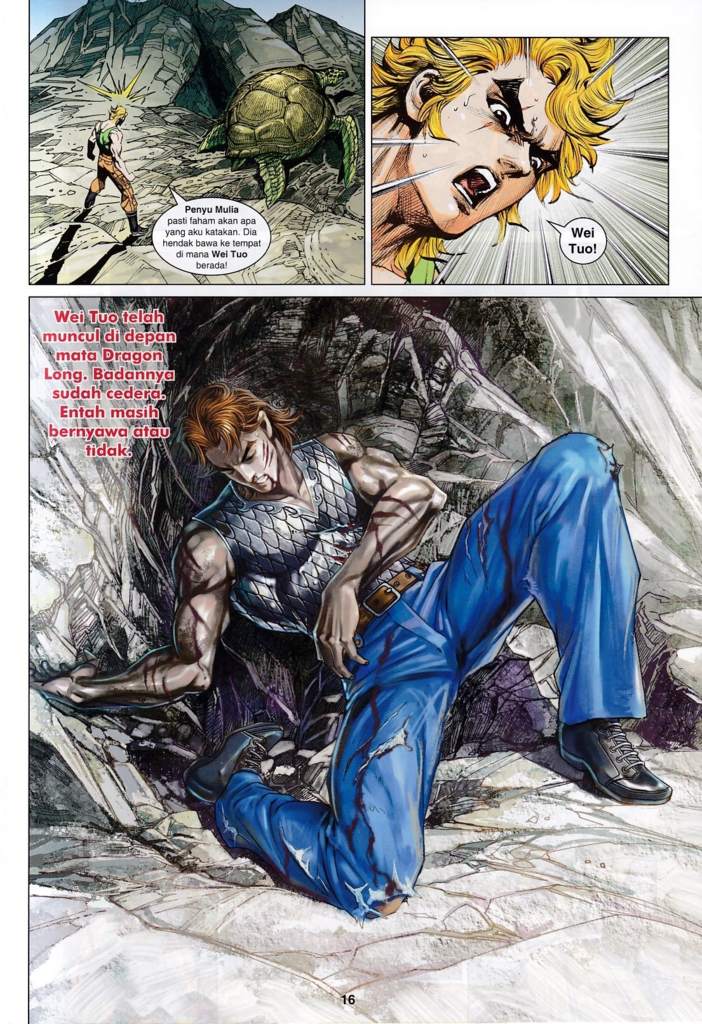 Penyu Mulia
pasti faham akan apa
yang aku katakan. Dia
hendak bawa ke tempat
di mana Wei Tuo
berada!
Wei
Tuo!
Wei Tuo telah
muncul di depan
mata Dragon
Long. Badannya
sudah cedera.
Entah masih
bernyawa atau
tidak.
16